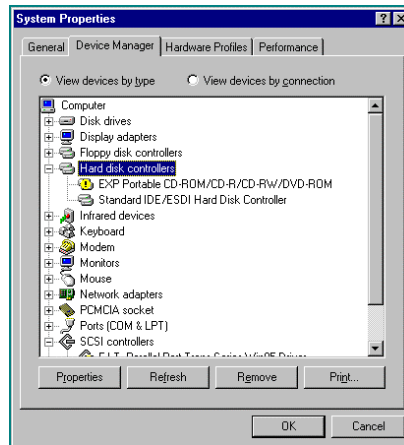 System Properties
General
Device Manager
Hardware Profiles
Performance
View devices by type
View devices by connection
Computer
Disk drives
Display adapters
Floppy disk controllers
Hard disk controllers
EXP Portable CD-ROM/CD-R/CD-RW/DVD-ROM
Standard IDE/ESDI Hard Disk Controller
Infrared devices
Keyboard
Modem
Monitors
Mouse
Network adapters
PCMCIA socket
Ports (COM & LPT)
SCSI controllers
Properties
Refresh
Remove
Print...
OK
Cancel